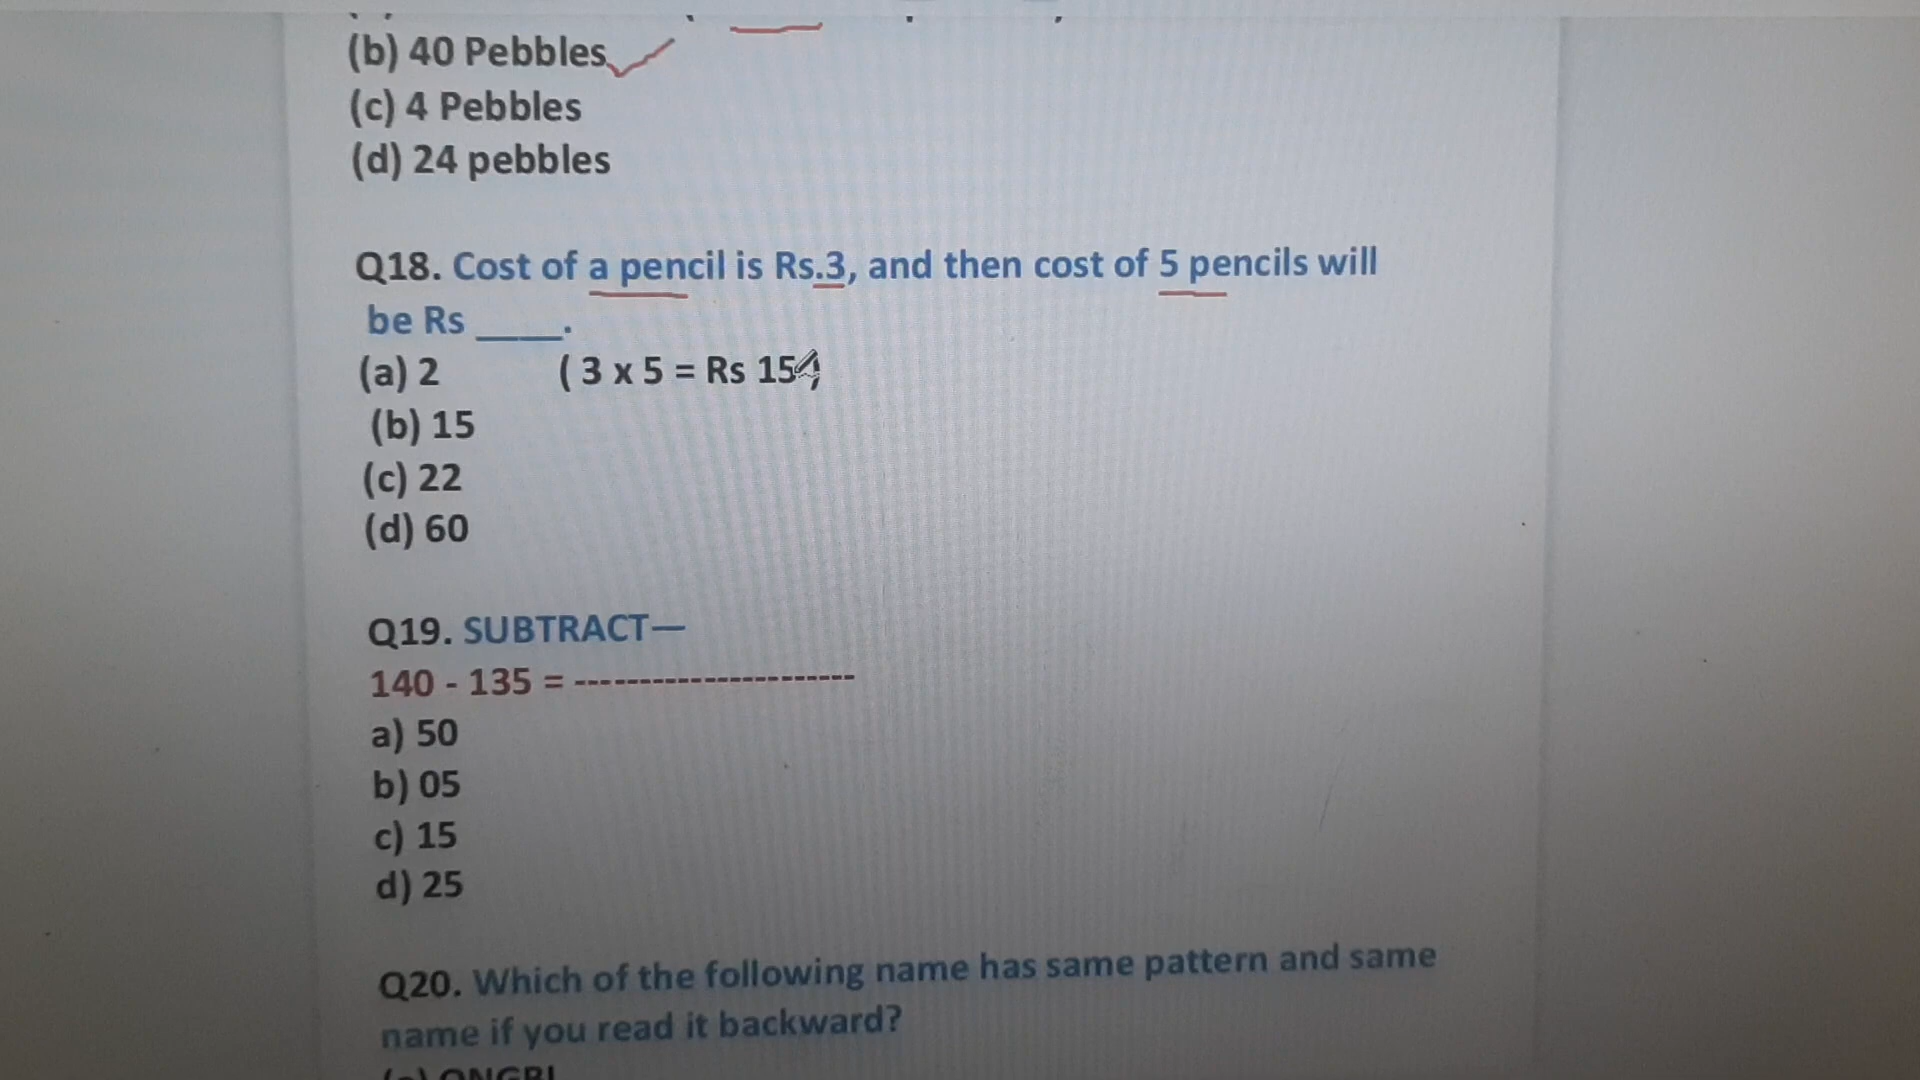 (b) 40 Pebbles
(c) 4 Pebbles
(d) 24 pebbles
Q18. Cost of a pencil is Rs.3, and then cost of 5 pencils will
be Rs ____.
(a) 2 ( 3 x 5 = Rs 15)
(b) 15
(c) 22
(d) 60
Q19. SUBTRACT—
140 - 135 = ----------------------
a) 50
b) 05
c) 15
d) 25
Q20. Which of the following name has same pattern and same
name if you read it backward?